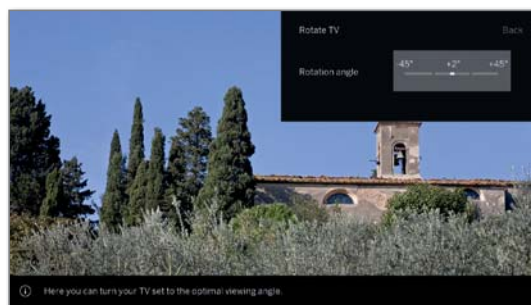 Rotate TV
Back
Rotation angle
-45° +2° +45°
Here you can turn your TV set to the optimal viewing angle.